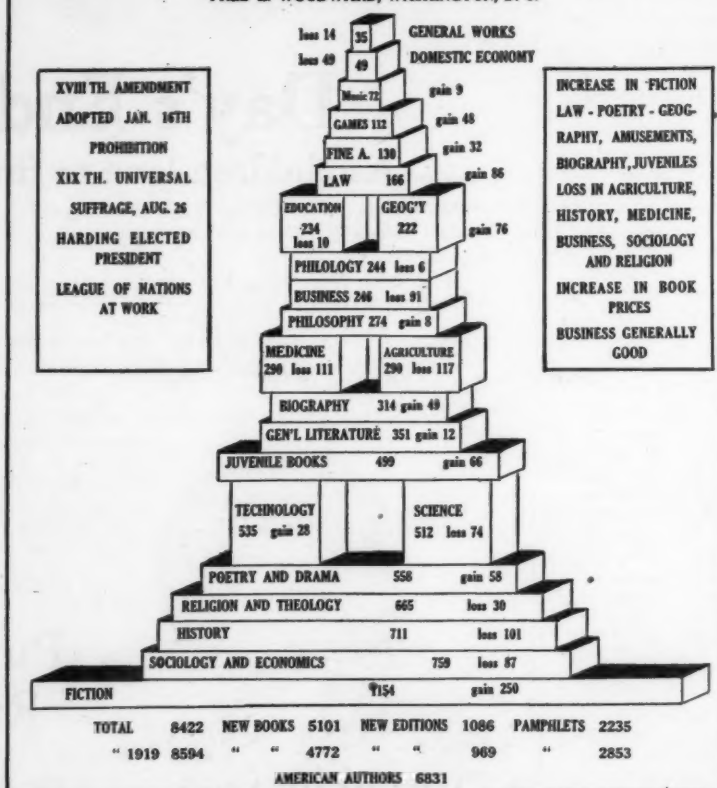 loss 14 35 GENERAL WORKS
loss 49 49 DOMESTIC ECONOMY
Music 72 gain 9
GAMES 112 gain 48
FINE A. 130 gain 32
LAW 166 gain 86
EDUCATION 234 loss 10
GEOG'Y 222 gain 76
PHILOLOGY 244 loss 6
BUSINESS 246 loss 91
PHILOSOPHY 274 gain 8
MEDICINE 290 loss 111
AGRICULTURE 290 loss 117
BIOGRAPHY 314 gain 49
GEN'L LITERATURE 351 gain 12
JUVENILE BOOKS 499 gain 66
TECHNOLOGY 535 gain 28
SCIENCE 512 loss 74
POETRY AND DRAMA 558 gain 58
RELIGION AND THEOLOGY 665 loss 30
HISTORY 711 loss 101
SOCIOLOGY AND ECONOMICS 759 loss 87
FICTION 1154 gain 250
XVIII TH. AMENDMENT
ADOPTED JAN. 16TH
PROHIBITION
XIX TH. UNIVERSAL
SUFFRAGE, AUG. 26
HARDING ELECTED
PRESIDENT
LEAGUE OF NATIONS
AT WORK
INCREASE IN FICTION
LAW - POETRY - GEOG-
RAPHY, AMUSEMENTS,
BIOGRAPHY, JUVENILES
LOSS IN AGRICULTURE,
HISTORY, MEDICINE,
BUSINESS, SOCIOLOGY
AND RELIGION
INCREASE IN BOOK
PRICES
BUSINESS GENERALLY
GOOD
TOTAL 8422 NEW BOOKS 5101 NEW EDITIONS 1086 PAMPHLETS 2235
" 1919 8594 " " 4772 " " 969 " 2853
AMERICAN AUTHORS 6831